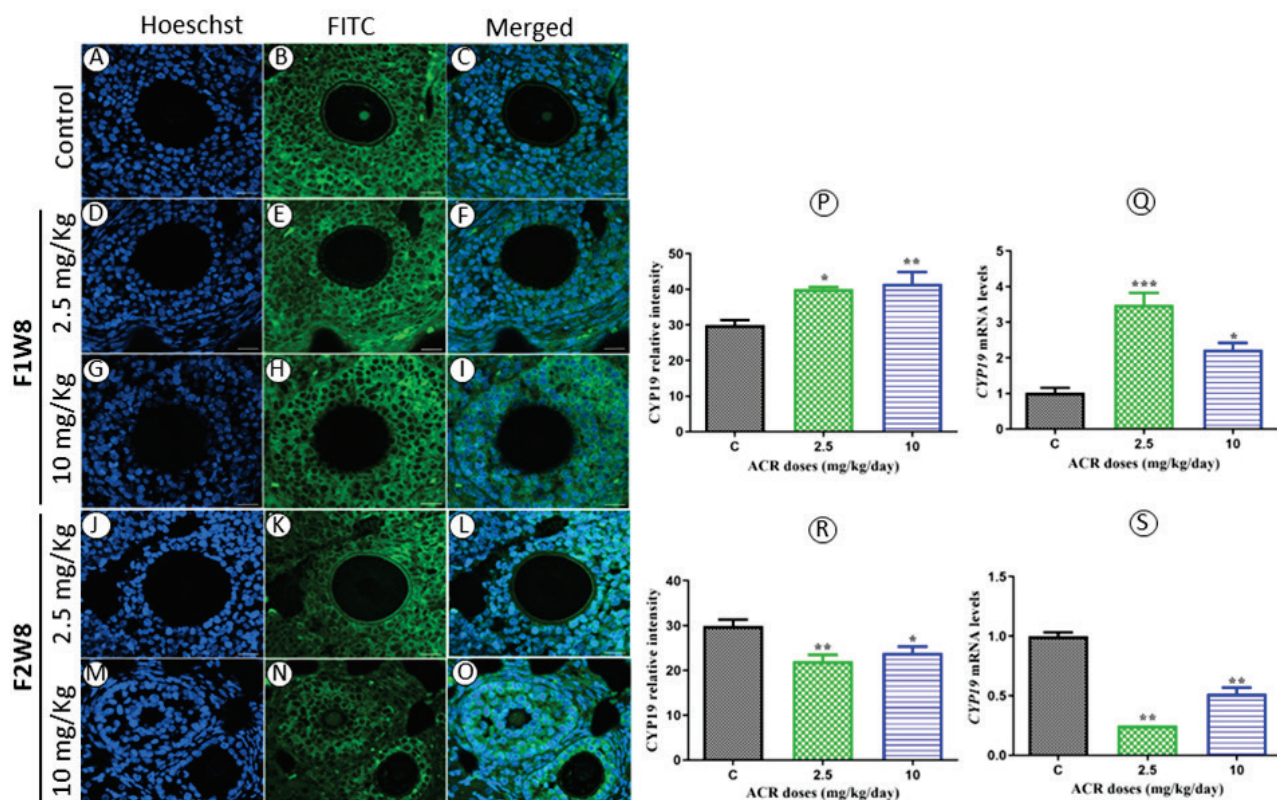 Hoeschst FITC Merged
Control
A B C
F1W8
2.5 mg/Kg
D E F
10 mg/Kg
G H I
F2W8
2.5 mg/Kg
J K L
10 mg/Kg
M N O
P
CYP19 relative intensity
50
40
30
20
10
0
* **
C 2.5 10
ACR doses (mg/kg/day)
Q
CYP19 mRNA levels
5
4
3
2
1
0
*** *
C 2.5 10
ACR doses (mg/kg/day)
R
CYP19 relative intensity
40
30
20
10
0
** *
C 2.5 10
ACR doses (mg/kg/day)
S
CYP19 mRNA levels
1.5
1.0
0.5
0.0
** **
C 2.5 10
ACR doses (mg/kg/day)